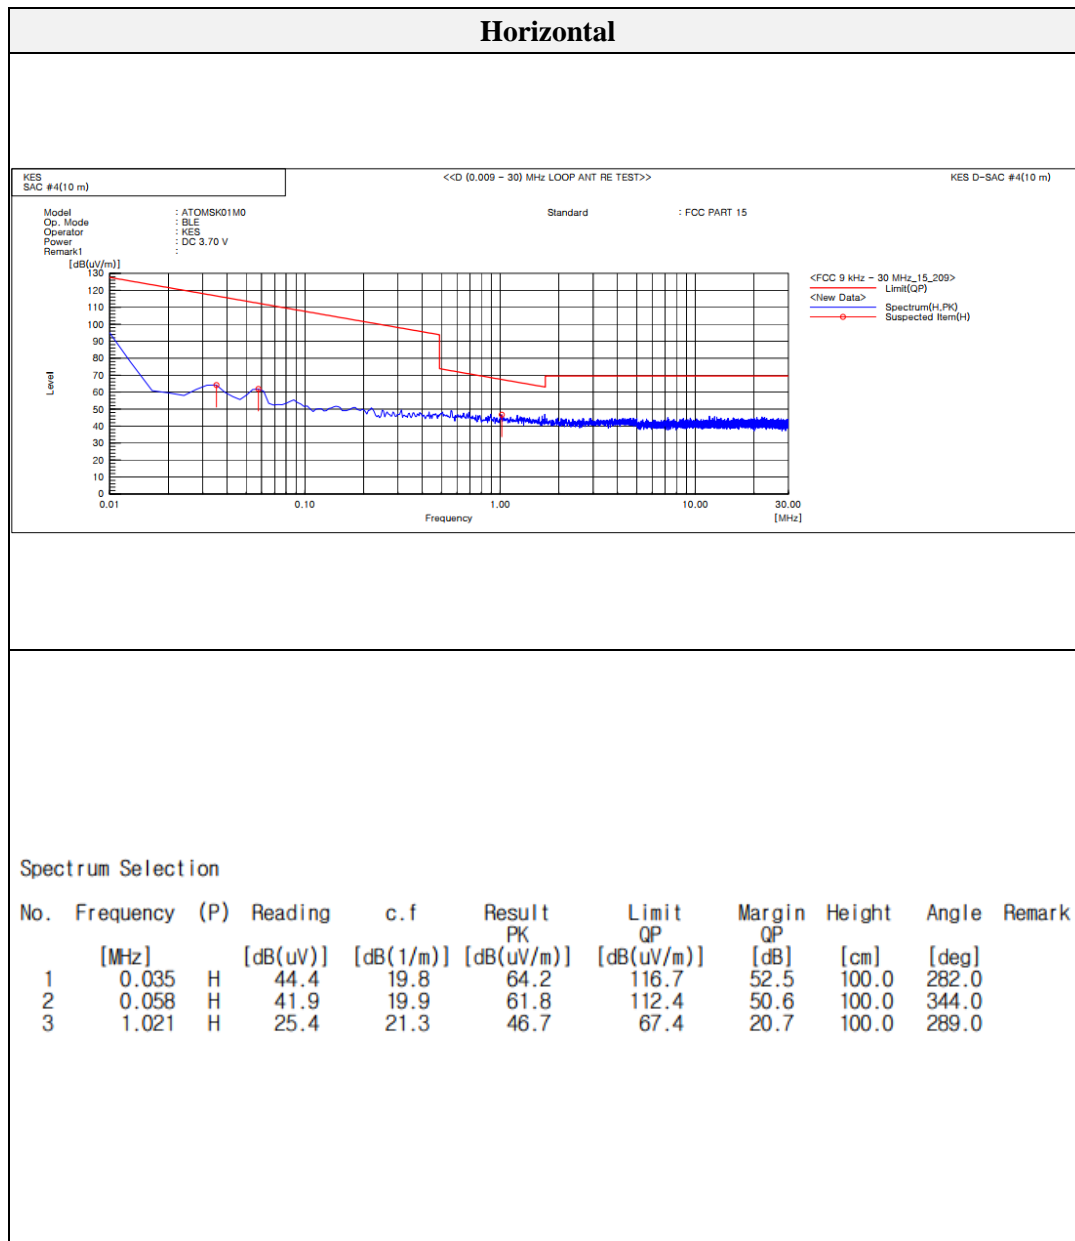 Horizontal
KES
SAC #4(10 m)
<<D (0.009 - 30) MHz LOOP ANT RE TEST>>
KES D-SAC #4(10 m)
Model : ATOMSK01M0
Standard : FCC PART 15
Op. Mode : BLE
Operator : KES
Power : DC 3.70 V
Remark1 :
[dB(uV/m)]
130
120
110
100
90
80
70
60
50
40
30
20
10
0
Level
0.01 0.10 1.00 10.00 30.00
Frequency [MHz]
<FCC 9 kHz - 30 MHz_15_209>
Limit(QP)
<New Data>
Spectrum(H,PK)
Suspected Item(H)
Spectrum Selection
No. Frequency (P) Reading c.f Result Limit Margin Height Angle Remark
PK QP QP
[MHz] [dB(uV)] [dB(1/m)] [dB(uV/m)] [dB(uV/m)] [dB] [cm] [deg]
1 0.035 H 44.4 19.8 64.2 116.7 52.5 100.0 282.0
2 0.058 H 41.9 19.9 61.8 112.4 50.6 100.0 344.0
3 1.021 H 25.4 21.3 46.7 67.4 20.7 100.0 289.0